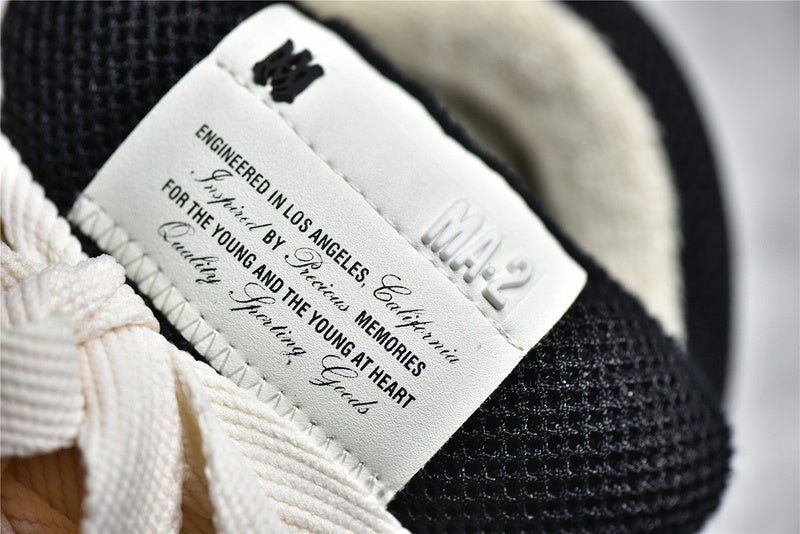 MA-2
ENGINEERED IN LOS ANGELES, California
Inspired BY Precious MEMORIES
FOR THE YOUNG AND THE YOUNG AT HEART
Quality Sporting Goods